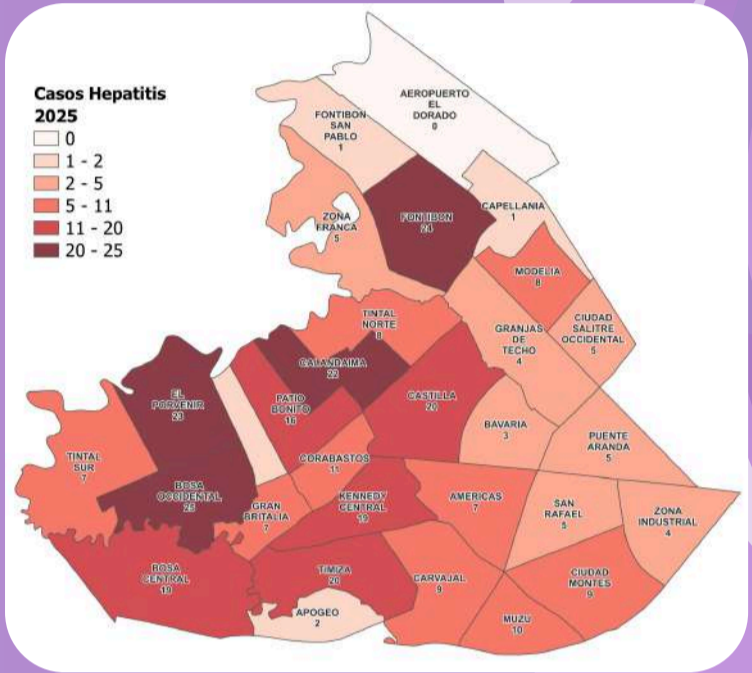 Casos Hepatitis
2025
0
1 - 2
2 - 5
5 - 11
11 - 20
20 - 25
AEROPUERTO
EL
DORADO
0
FONTIBON
SAN
PABLO
1
ZONA
FRANCA
5
FONTIBON
24
CAPELLANIA
1
MODELIA
8
CIUDAD
SALITRE
OCCIDENTAL
5
GRANJAS
DE
TECHO
4
TINTAL
NORTE
8
CALANDAIMA
22
EL
PORVENIR
23
PATIO
BONITO
16
CASTILLA
20
BAVARIA
3
PUENTE
ARANDA
5
TINTAL
SUR
7
CORABASTOS
11
BOSA
OCCIDENTAL
25
GRAN
BRITALIA
7
KENNEDY
CENTRAL
19
AMERICAS
7
SAN
RAFAEL
5
ZONA
INDUSTRIAL
4
BOSA
CENTRAL
19
TIMIZA
20
CARVAJAL
9
CIUDAD
MONTES
9
APOGEO
2
MUZU
10